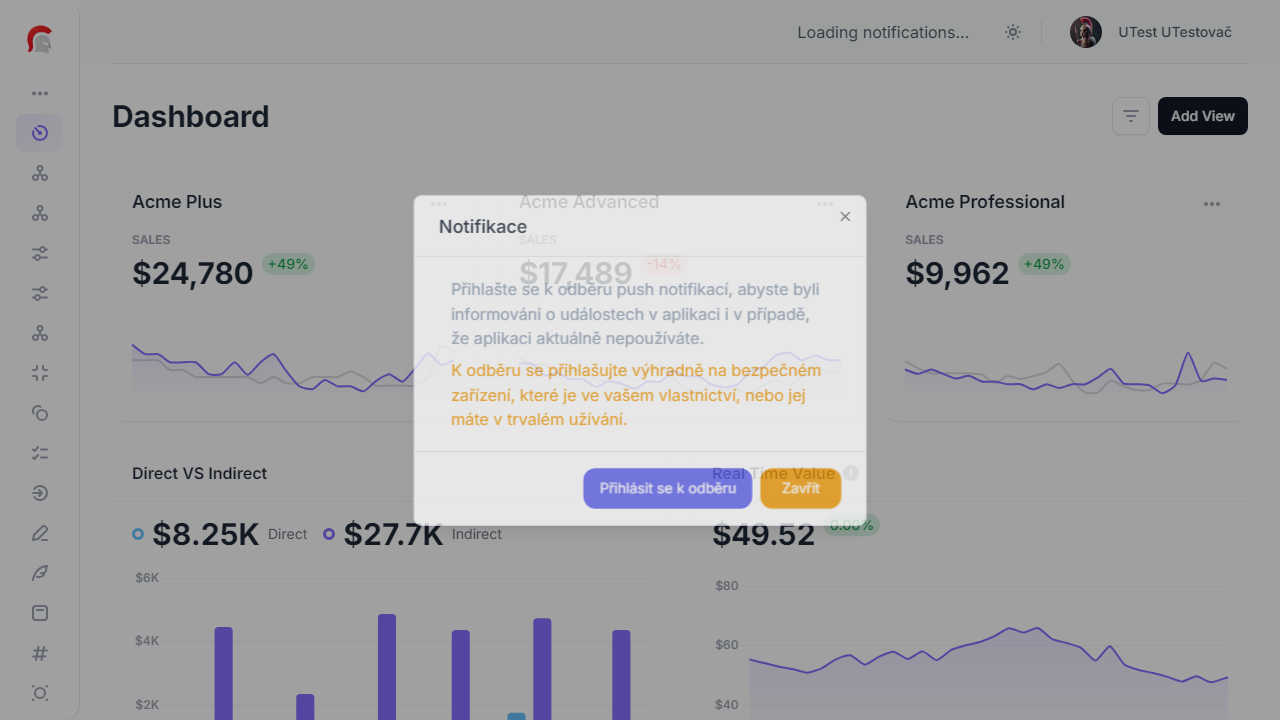 Loading notifications...
UTest UTestovač
Dashboard
Add View
Acme Plus
SALES
$24,780
+49%
Acme Advanced
SALES
$17,489
-14%
Acme Professional
SALES
$9,962
+49%
Notifikace
Přihlašte se k odběru push notifikací, abyste byli
informováni o událostech v aplikaci i v případě,
že aplikaci aktuálně nepoužíváte.
K odběru se přihlašujte výhradně na bezpečném
zařízení, které je ve vašem vlastnictví, nebo jej
máte v trvalém užívání.
Přihlásit se k odběru
Zavřít
Direct VS Indirect
$8.25K
Direct
$27.7K
Indirect
$6K
$4K
$2K
Real Time Value
$49.52
0.00%
$80
$60
$40